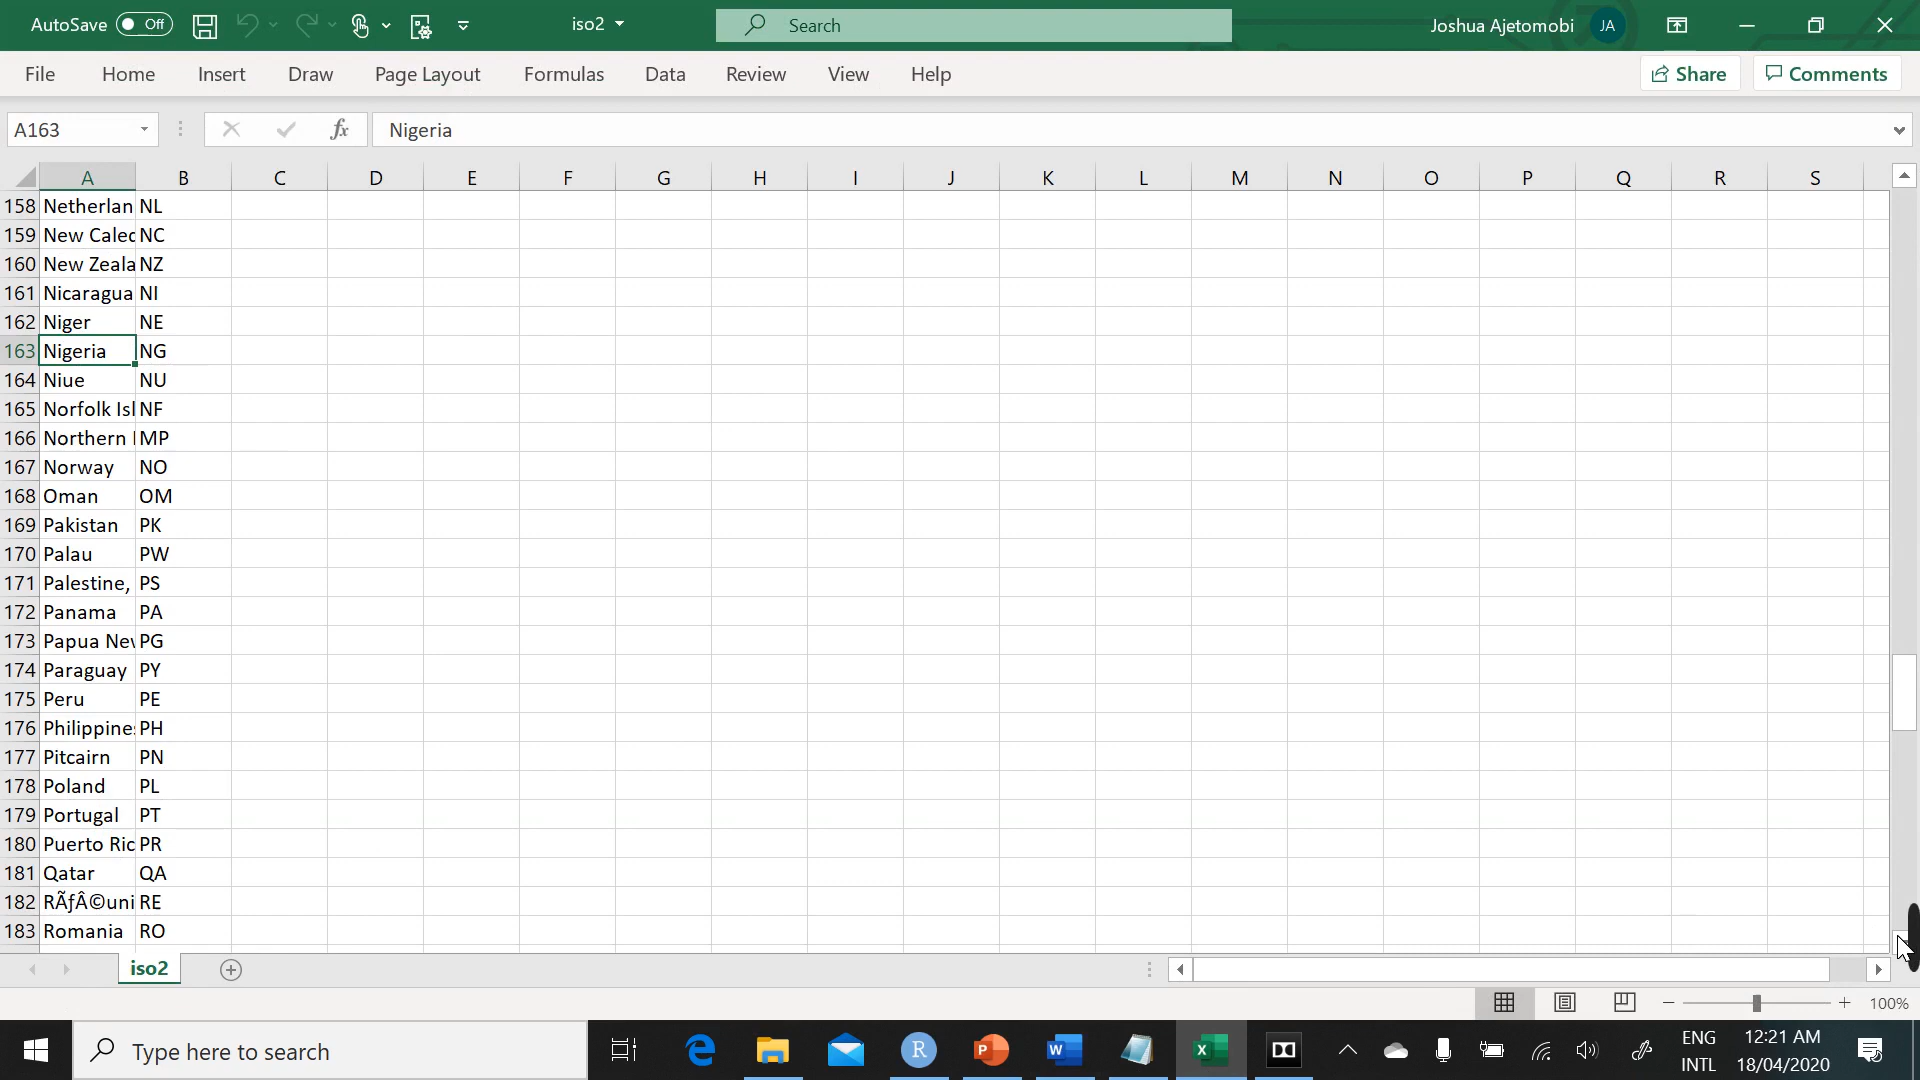 AutoSave Off iso2 Search Joshua Ajetomobi JA
File Home Insert Draw Page Layout Formulas Data Review View Help Share Comments
A163 fx Nigeria
A B C D E F G H I J K L M N O P Q R S
158 Netherlan NL
159 New Caled NC
160 New Zeala NZ
161 Nicaragua NI
162 Niger NE
163 Nigeria NG
164 Niue NU
165 Norfolk Isl NF
166 Northern MP
167 Norway NO
168 Oman OM
169 Pakistan PK
170 Palau PW
171 Palestine, PS
172 Panama PA
173 Papua New PG
174 Paraguay PY
175 Peru PE
176 Philippines PH
177 Pitcairn PN
178 Poland PL
179 Portugal PT
180 Puerto Ric PR
181 Qatar QA
182 RÃƒÂ©uni RE
183 Romania RO
iso2
100%
Type here to search ENG 12:21 AM
INTL 18/04/2020